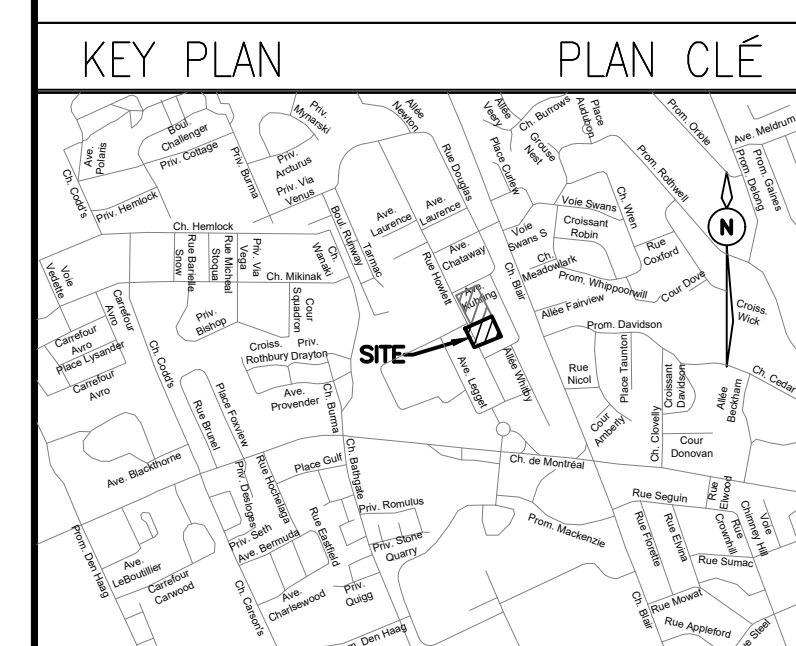 KEY PLAN
PLAN CLÉ
Ave.
Polaris
Boul.
Challenger
Priv. Cottage
Priv.
Mynarski
Allée
Newton
Allée
Veery
Ch. Burrows
Place
Audubon
Prom. Oriole
Ave. Meldrum
Ch. Codd's
Priv. Hemlock
Priv. Burma
Priv.
Arcturus
Priv. Via
Venus
Rue Douglas
Place Curlew
Grouse
Nest
Prom. Rothwell
Prom. Delong
Prom. Gaines
Ch. Hemlock
Boul. Runway
Tarmac
Ave.
Laurence
Ave.
Laurence
Voie Swans
Croissant
Robin
Ch. Wren
N
Voie
Vedette
Rue Barielle
Snow
Rue Micheal
Stoqua
Priv. Via
Vega
Ch.
Wanaki
Ch. Mikinak
Rue Howlett
Ave.
Chataway
Voie
Swans S
Ch.
Meadowlark
Rue
Coxford
Ch. Blair
Prom. Whippoorwill
Cour Dove
Carrefour
Avro
Priv.
Bishop
Cour
Squadron
Ave.
Kubling
Allée Fairview
Croiss.
Wick
Carrefour
Avro
Place Lysander
Carrefour
Avro
Ch. Codd's
Croiss.
Rothbury
Priv.
Drayton
SITE
Prom. Davidson
Ave. Legget
Allée Whitby
Rue
Nicol
Place Taunton
Croissant
Davidson
Allée
Beckham
Ch. Cedar
Place Foxview
Rue Brunel
Ave.
Provender
Ch. Burma
Cour
Amberly
Ch. Clovelly
Cour
Donovan
Ave. Blackthorne
Priv. Desloges
Rue Hochelaga
Place Gulf
Ch. Bathgate
Ch. de Montréal
Rue Seguin
Rue
Elwood
Prom. Den Haag
Priv. Seth
Ave. Bermuda
Rue Eastfield
Priv. Romulus
Priv. Stone
Quarry
Prom. Mackenzie
Rue Florette
Rue Elvina
Rue
Crownhill
Voie
Chimney Hill
Rue Sumac
Ave.
LeBoutillier
Carrefour
Carwood
Ch. Carson's
Ave.
Charlsewood
Priv.
Quigg
Ch. Blair
Rue Mowat
Rue Appleford
ue Steel
m. Den Haag